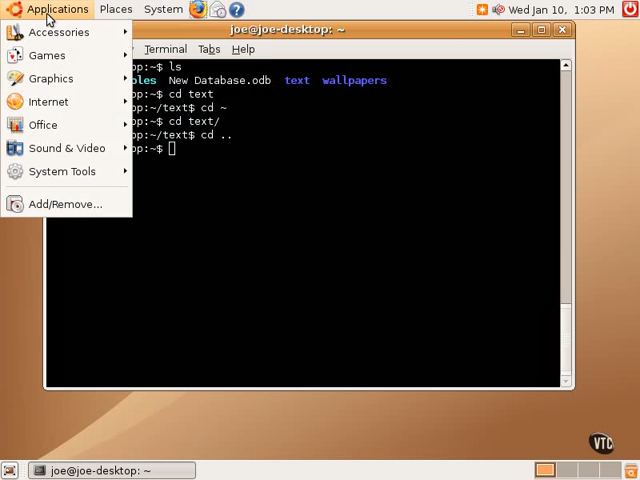 Applications Places System Wed Jan 10, 1:03 PM
joe@joe-desktop: ~
Terminal Tabs Help
Accessories
Games
Graphics
Internet
Office
Sound & Video
System Tools
Add/Remove...
op:~$ ls
oles New Database.odb text wallpapers
op:~$ cd text
op:~/text$ cd ~
op:~$ cd text/
op:~/text$ cd ..
op:~$
VTC
joe@joe-desktop: ~